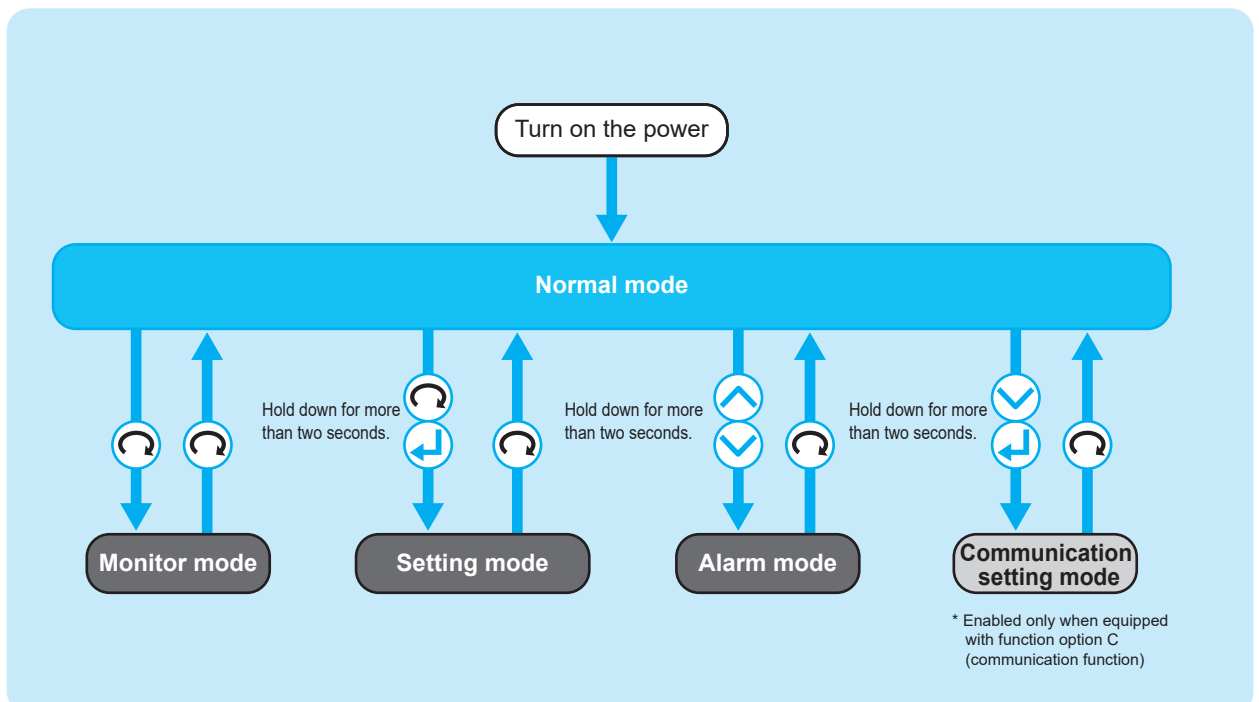 Turn on the power
Normal mode
Hold down for more
than two seconds.
Hold down for more
than two seconds.
Hold down for more
than two seconds.
Monitor mode
Setting mode
Alarm mode
Communication
setting mode
* Enabled only when equipped
with function option C
(communication function)